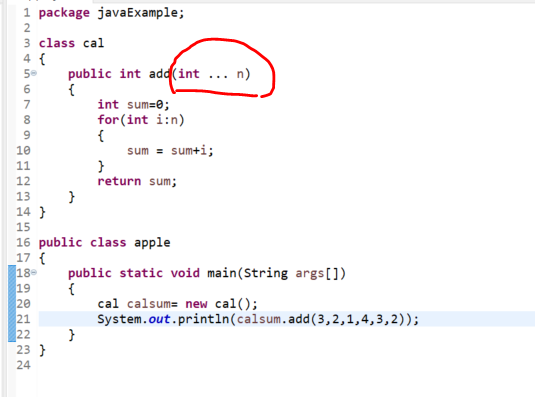 1 package javaExample;
2
3 class cal
4 {
5 public int add(int ... n)
6 {
7 int sum=0;
8 for(int i:n)
9 {
10 sum = sum+i;
11 }
12 return sum;
13 }
14 }
15
16 public class apple
17 {
18 public static void main(String args[])
19 {
20 cal calsum= new cal();
21 System.out.println(calsum.add(3,2,1,4,3,2));
22 }
23 }
24